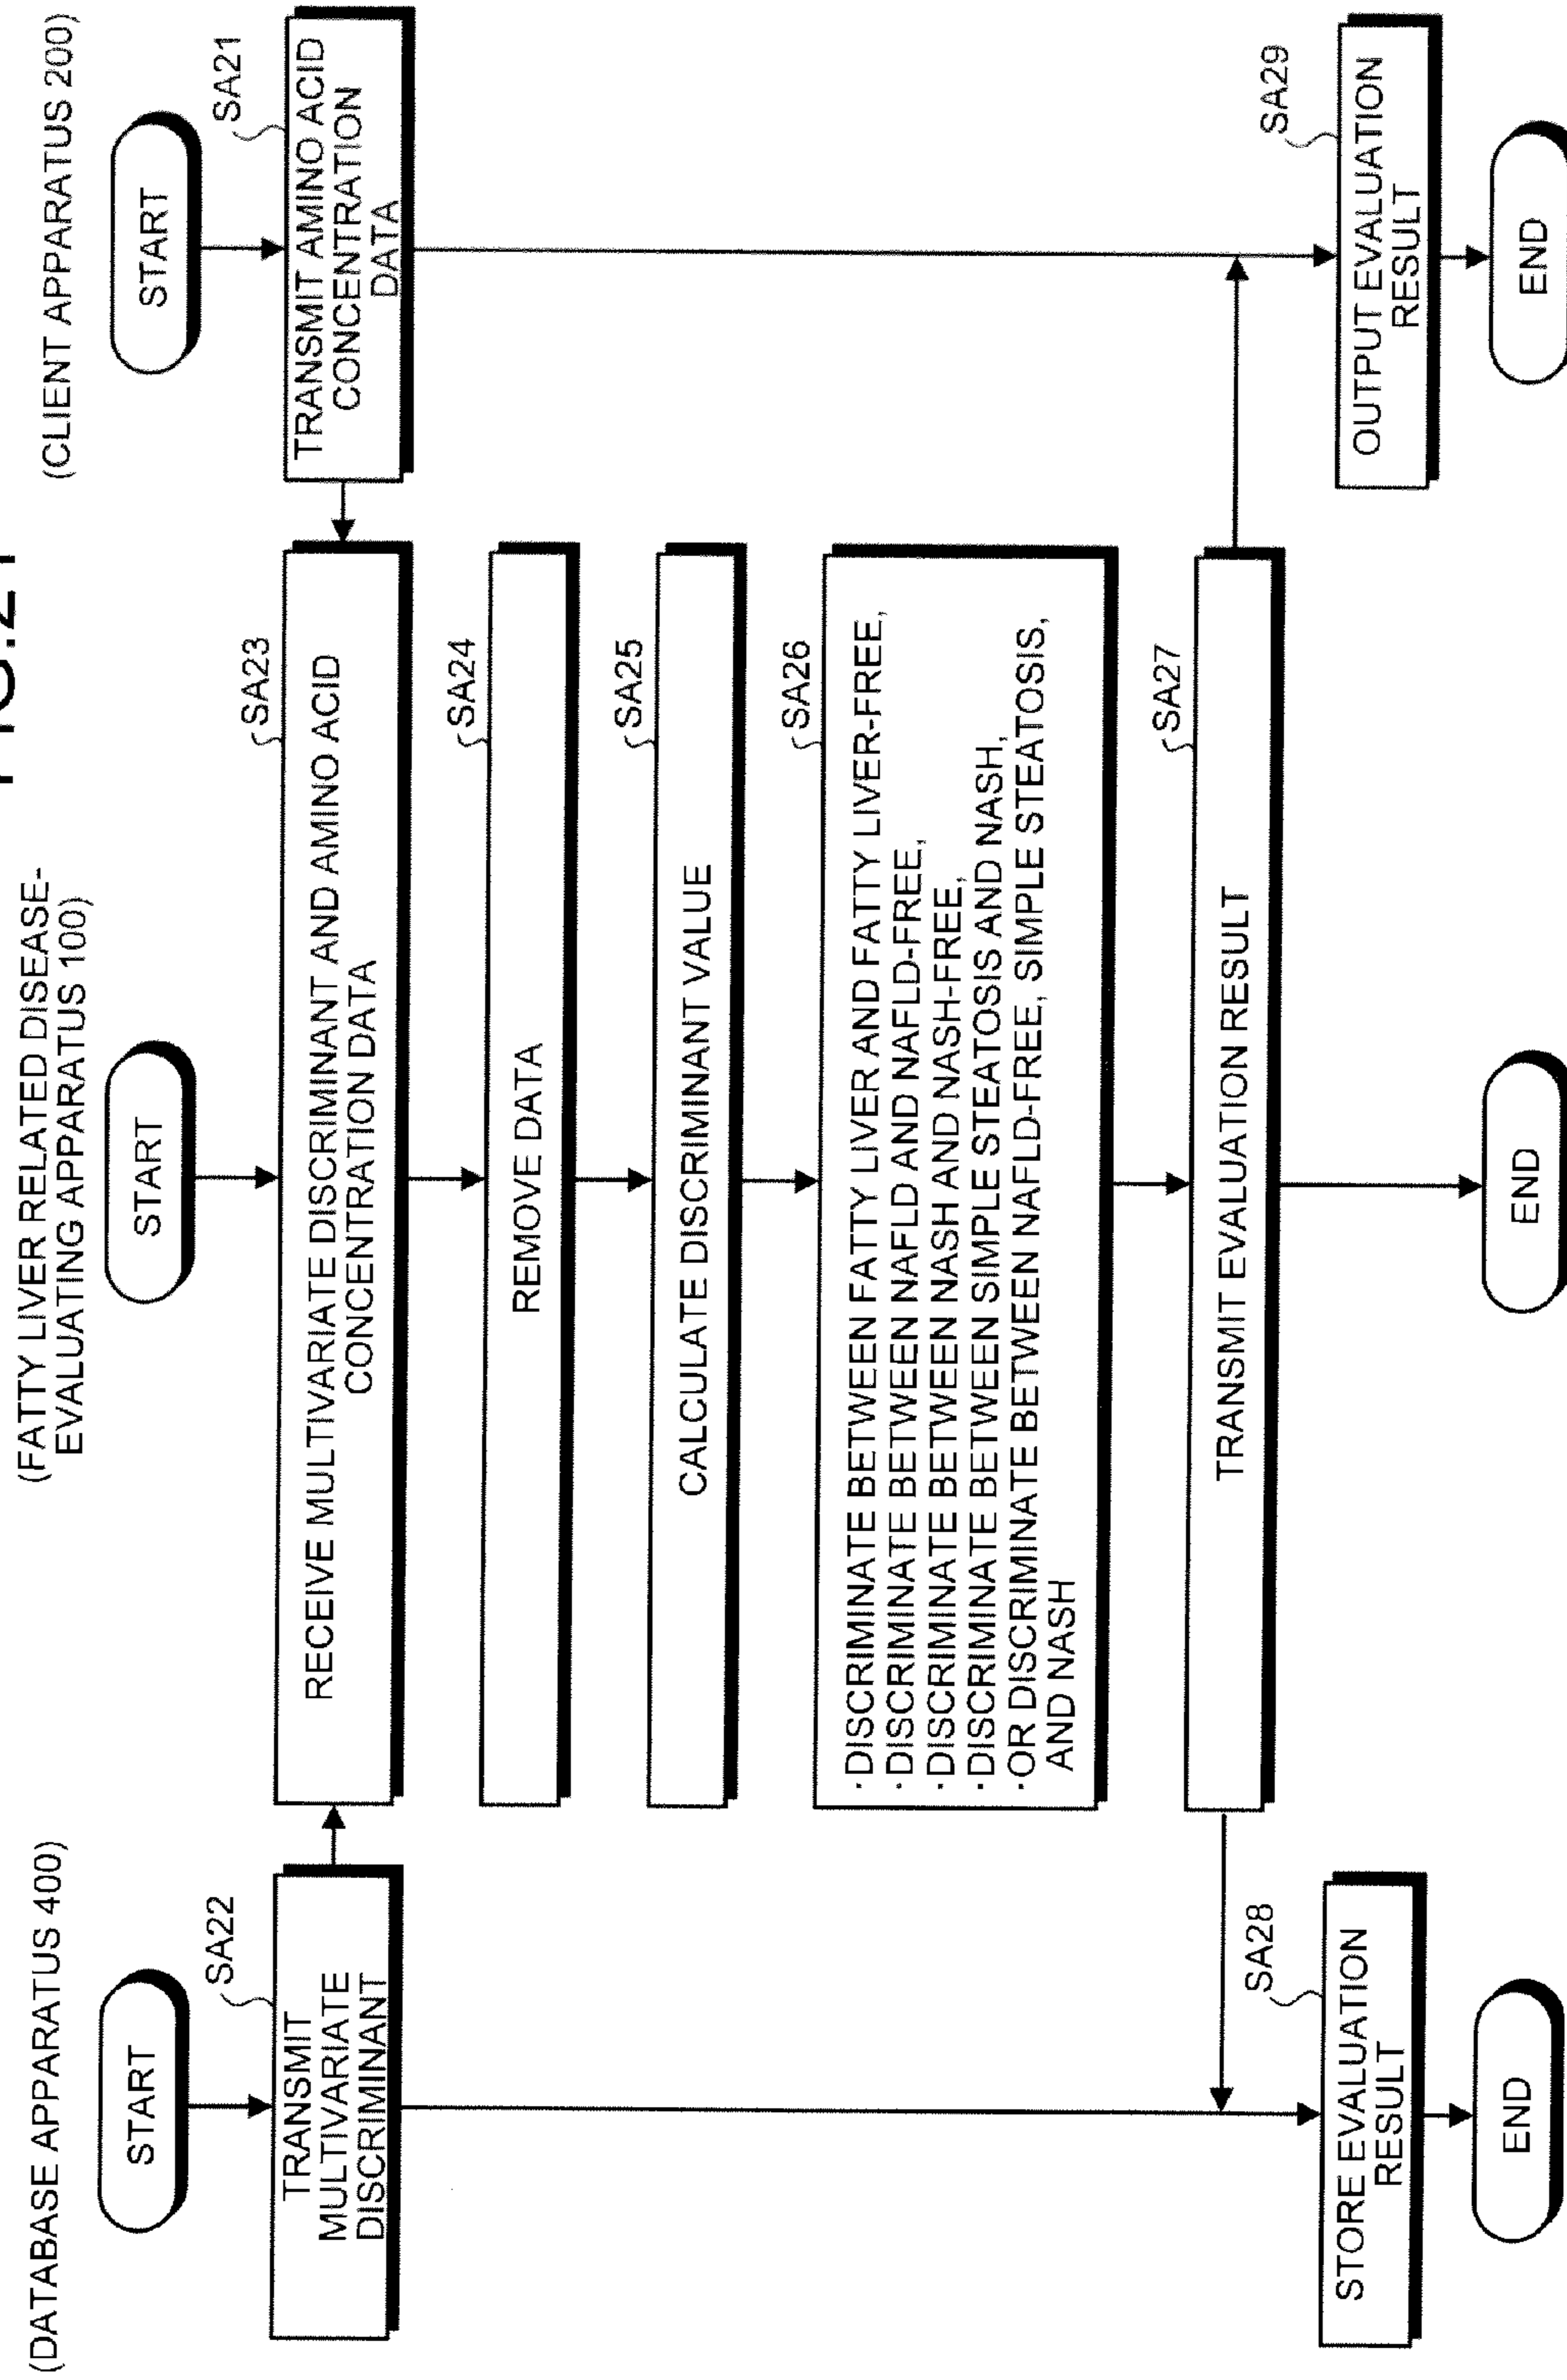 FIG.21
(DATABASE APPARATUS 400)
START
SA22
TRANSMIT
MULTIVARIATE
DISCRIMINANT
SA28
STORE EVALUATION
RESULT
END
(FATTY LIVER RELATED DISEASE-
EVALUATING APPARATUS 100)
START
SA23
RECEIVE MULTIVARIATE DISCRIMINANT AND AMINO ACID
CONCENTRATION DATA
SA24
REMOVE DATA
SA25
CALCULATE DISCRIMINANT VALUE
SA26
·DISCRIMINATE BETWEEN FATTY LIVER AND FATTY LIVER-FREE,
·DISCRIMINATE BETWEEN NAFLD AND NAFLD-FREE,
·DISCRIMINATE BETWEEN NASH AND NASH-FREE,
·DISCRIMINATE BETWEEN SIMPLE STEATOSIS AND NASH,
·OR DISCRIMINATE BETWEEN NAFLD-FREE, SIMPLE STEATOSIS,
AND NASH
SA27
TRANSMIT EVALUATION RESULT
END
(CLIENT APPARATUS 200)
START
SA21
TRANSMIT AMINO ACID
CONCENTRATION
DATA
SA29
OUTPUT EVALUATION
RESULT
END